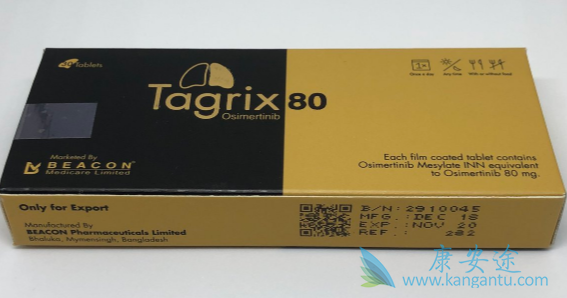 Tablets
Tagrix 80
Osimertinib
Once a day
Any time
With or without food
Marketed By
BEACON
Medicare Limited
Each film coated tablet contains
Osimertinib Mesylate INN equivalent
to Osimertinib 80 mg.
Only for Export
Manufactured By
BEACON Pharmaceuticals Limited
Bhaluka, Mymensingh, Bangladesh
B/N: 2910045
MFG.: DEC 18
EXP.: NOV 20
REF : 282
康安途
www.kangantu.com